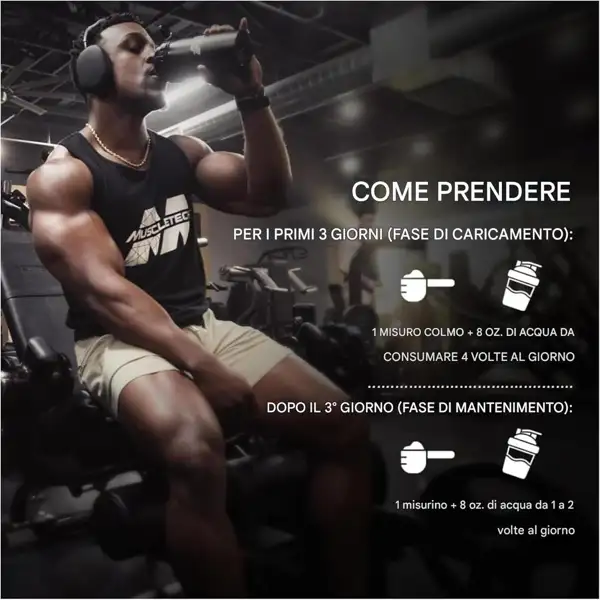 MUSCLETECH
COME PRENDERE
PER I PRIMI 3 GIORNI (FASE DI CARICAMENTO):
1 MISURO COLMO + 8 OZ. DI ACQUA DA
CONSUMARE 4 VOLTE AL GIORNO
DOPO IL 3° GIORNO (FASE DI MANTENIMENTO):
1 misurino + 8 oz. di acqua da 1 a 2
volte al giorno